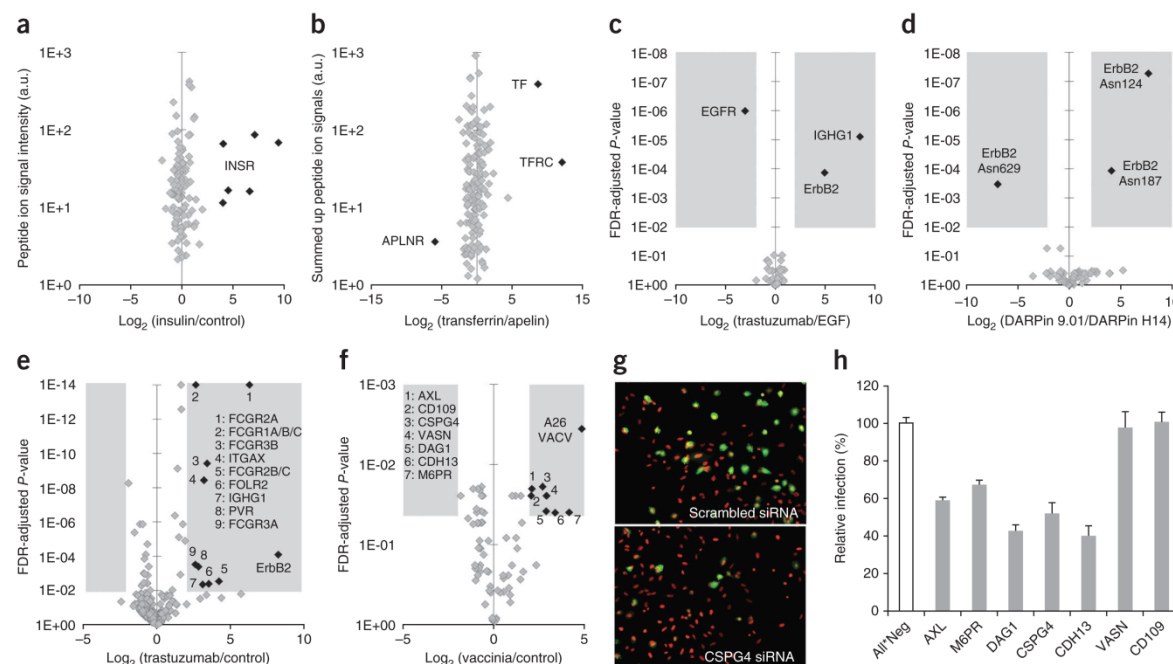 a
Peptide ion signal intensity (a.u.)
1E+3
1E+2
1E+1
1E+0
INSR
−10
−5
0
5
10
Log2 (insulin/control)
b
Summed up peptide ion signals (a.u.)
1E+3
1E+2
1E+1
1E+0
TF
TFRC
APLNR
−15
−5
5
15
Log2 (transferrin/apelin)
c
FDR-adjusted P-value
1E-08
1E-07
1E-06
1E-05
1E-04
1E-03
1E-02
1E-01
1E+00
EGFR
IGHG1
ErbB2
−10
−5
0
5
10
Log2 (trastuzumab/EGF)
d
FDR-adjusted P-value
1E-08
1E-07
1E-06
1E-05
1E-04
1E-03
1E-02
1E-01
1E+00
ErbB2
Asn124
ErbB2
Asn629
ErbB2
Asn187
−10
−5
0
5
10
Log2 (DARPin 9.01/DARPin H14)
e
FDR-adjusted P-value
1E-14
1E-12
1E-10
1E-08
1E-06
1E-04
1E-02
1E+00
2
1
1: FCGR2A
2: FCGR1A/B/C
3: FCGR3B
4: ITGAX
5: FCGR2B/C
6: FOLR2
7: IGHG1
8: PVR
9: FCGR3A
3
4
9
8
6
5
7
ErbB2
−5
0
5
10
Log2 (trastuzumab/control)
f
FDR-adjusted P-value
1E-03
1E-02
1E-01
1E+00
1: AXL
2: CD109
3: CSPG4
4: VASN
5: DAG1
6: CDH13
7: M6PR
A26
VACV
1
3
2
4
5
6
7
−5
0
5
Log2 (vaccinia/control)
g
Scrambled siRNA
CSPG4 siRNA
h
Relative infection (%)
120
100
80
60
40
20
0
All*Neg
AXL
M6PR
DAG1
CSPG4
CDH13
VASN
CD109